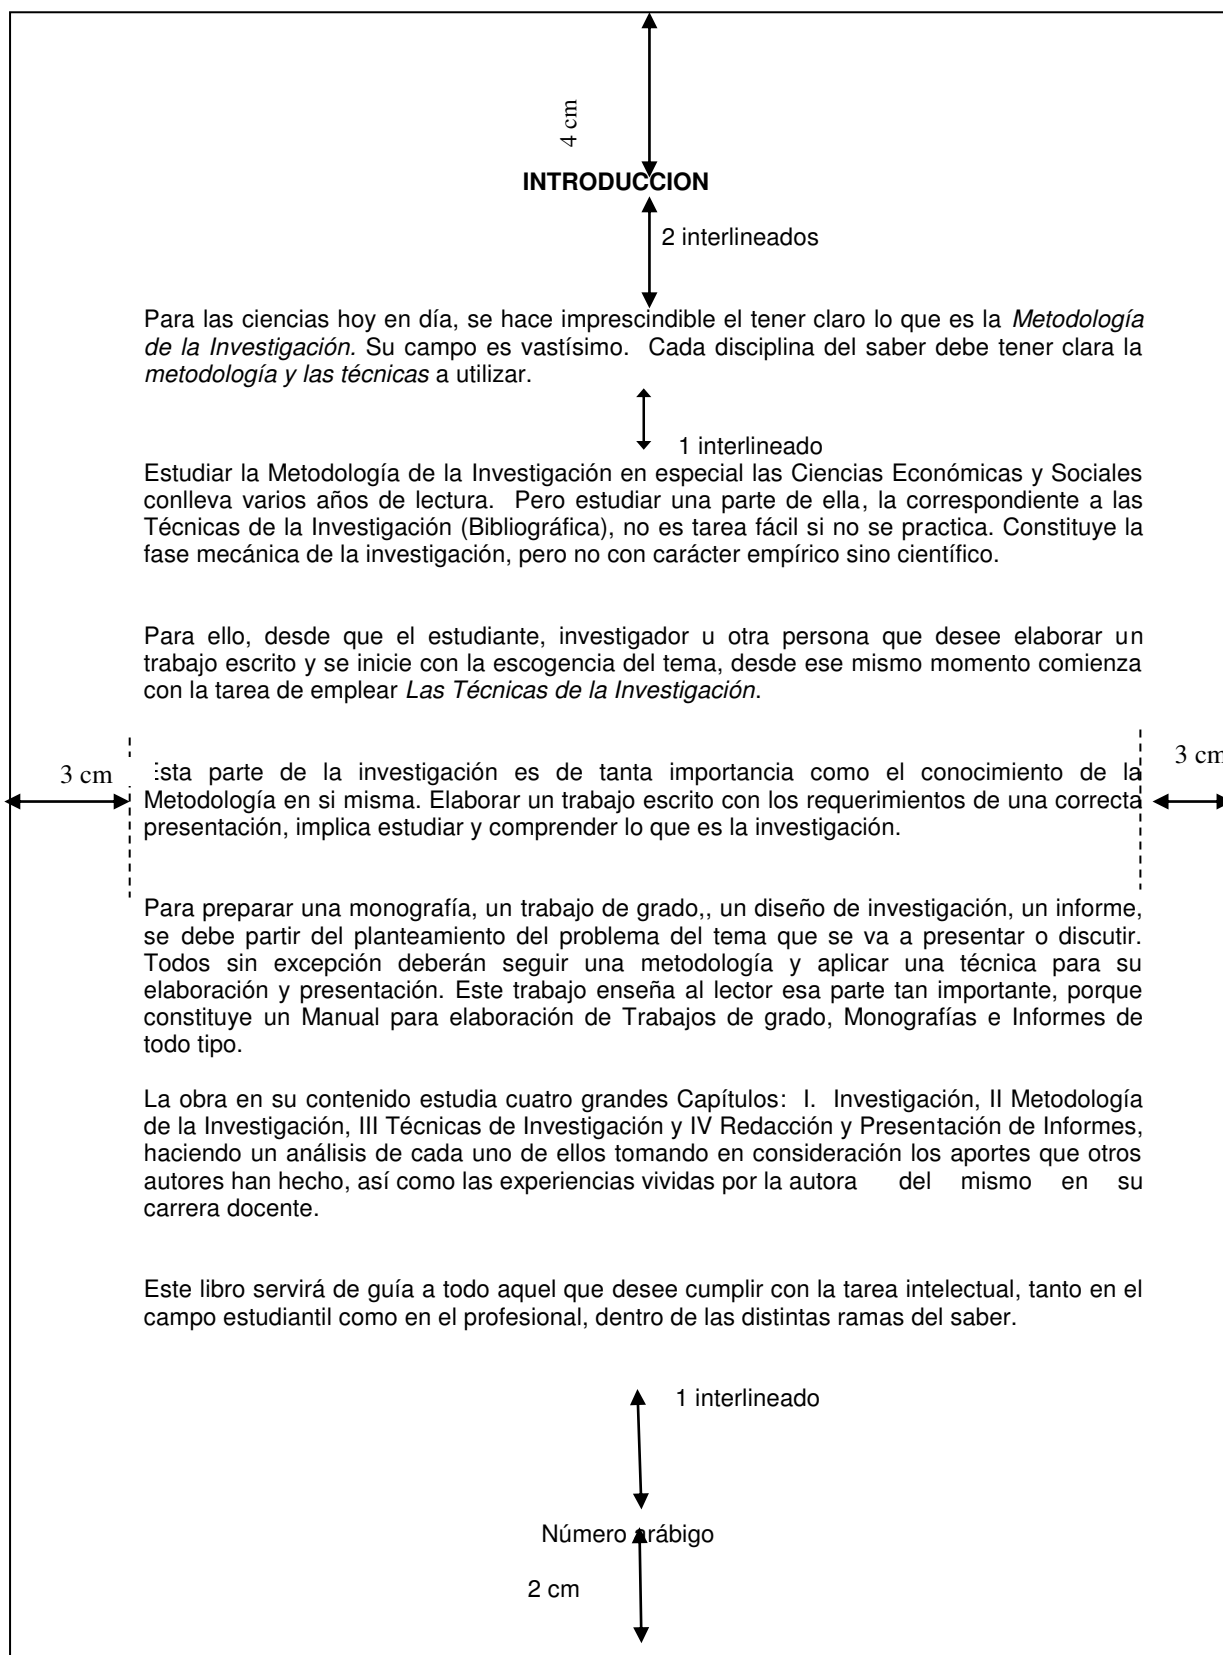 4 cm
INTRODUCCION
2 interlineados
Para las ciencias hoy en día, se hace imprescindible el tener claro lo que es la Metodología
de la Investigación. Su campo es vastísimo. Cada disciplina del saber debe tener clara la
metodología y las técnicas a utilizar.
1 interlineado
Estudiar la Metodología de la Investigación en especial las Ciencias Económicas y Sociales
conlleva varios años de lectura. Pero estudiar una parte de ella, la correspondiente a las
Técnicas de la Investigación (Bibliográfica), no es tarea fácil si no se practica. Constituye la
fase mecánica de la investigación, pero no con carácter empírico sino científico.
Para ello, desde que el estudiante, investigador u otra persona que desee elaborar un
trabajo escrito y se inicie con la escogencia del tema, desde ese mismo momento comienza
con la tarea de emplear Las Técnicas de la Investigación.
3 cm
3 cm
Esta parte de la investigación es de tanta importancia como el conocimiento de la
Metodología en si misma. Elaborar un trabajo escrito con los requerimientos de una correcta
presentación, implica estudiar y comprender lo que es la investigación.
Para preparar una monografía, un trabajo de grado,, un diseño de investigación, un informe,
se debe partir del planteamiento del problema del tema que se va a presentar o discutir.
Todos sin excepción deberán seguir una metodología y aplicar una técnica para su
elaboración y presentación. Este trabajo enseña al lector esa parte tan importante, porque
constituye un Manual para elaboración de Trabajos de grado, Monografías e Informes de
todo tipo.
La obra en su contenido estudia cuatro grandes Capítulos: I. Investigación, II Metodología
de la Investigación, III Técnicas de Investigación y IV Redacción y Presentación de Informes,
haciendo un análisis de cada uno de ellos tomando en consideración los aportes que otros
autores han hecho, así como las experiencias vividas por la autora del mismo en su
carrera docente.
Este libro servirá de guía a todo aquel que desee cumplir con la tarea intelectual, tanto en el
campo estudiantil como en el profesional, dentro de las distintas ramas del saber.
1 interlineado
Número arábigo
2 cm